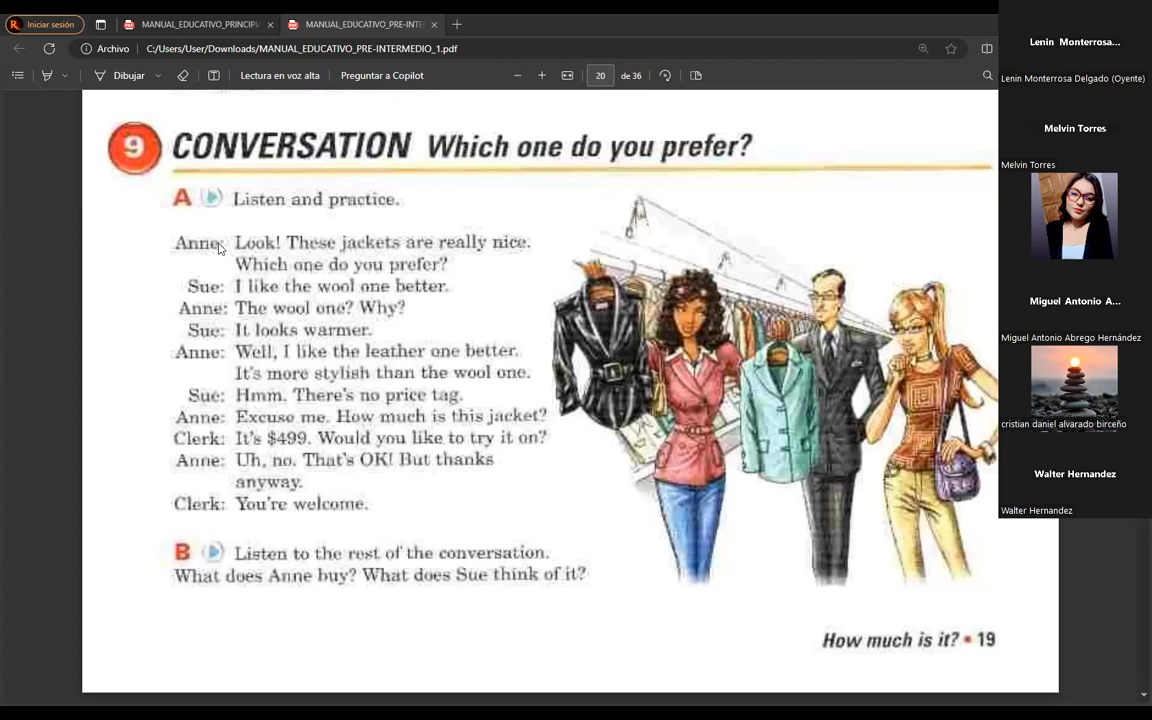 Iniciar sesión
MANUAL_EDUCATIVO_PRINCIPI
MANUAL_EDUCATIVO_PRE-INTE
Archivo
C:/Users/User/Downloads/MANUAL_EDUCATIVO_PRE-INTERMEDIO_1.pdf
Dibujar
Lectura en voz alta
Preguntar a Copilot
20
de 36
9 CONVERSATION Which one do you prefer?
A Listen and practice.
Anne: Look! These jackets are really nice.
Which one do you prefer?
Sue: I like the wool one better.
Anne: The wool one? Why?
Sue: It looks warmer.
Anne: Well, I like the leather one better.
It's more stylish than the wool one.
Sue: Hmm. There's no price tag.
Anne: Excuse me. How much is this jacket?
Clerk: It's $499. Would you like to try it on?
Anne: Uh, no. That's OK! But thanks
anyway.
Clerk: You're welcome.
B Listen to the rest of the conversation.
What does Anne buy? What does Sue think of it?
How much is it? • 19
Lenin Monterrosa...
Lenin Monterrosa Delgado (Oyente)
Melvin Torres
Melvin Torres
Miguel Antonio A...
Miguel Antonio Abrego Hernández
cristian daniel alvarado birceño
Walter Hernandez
Walter Hernandez